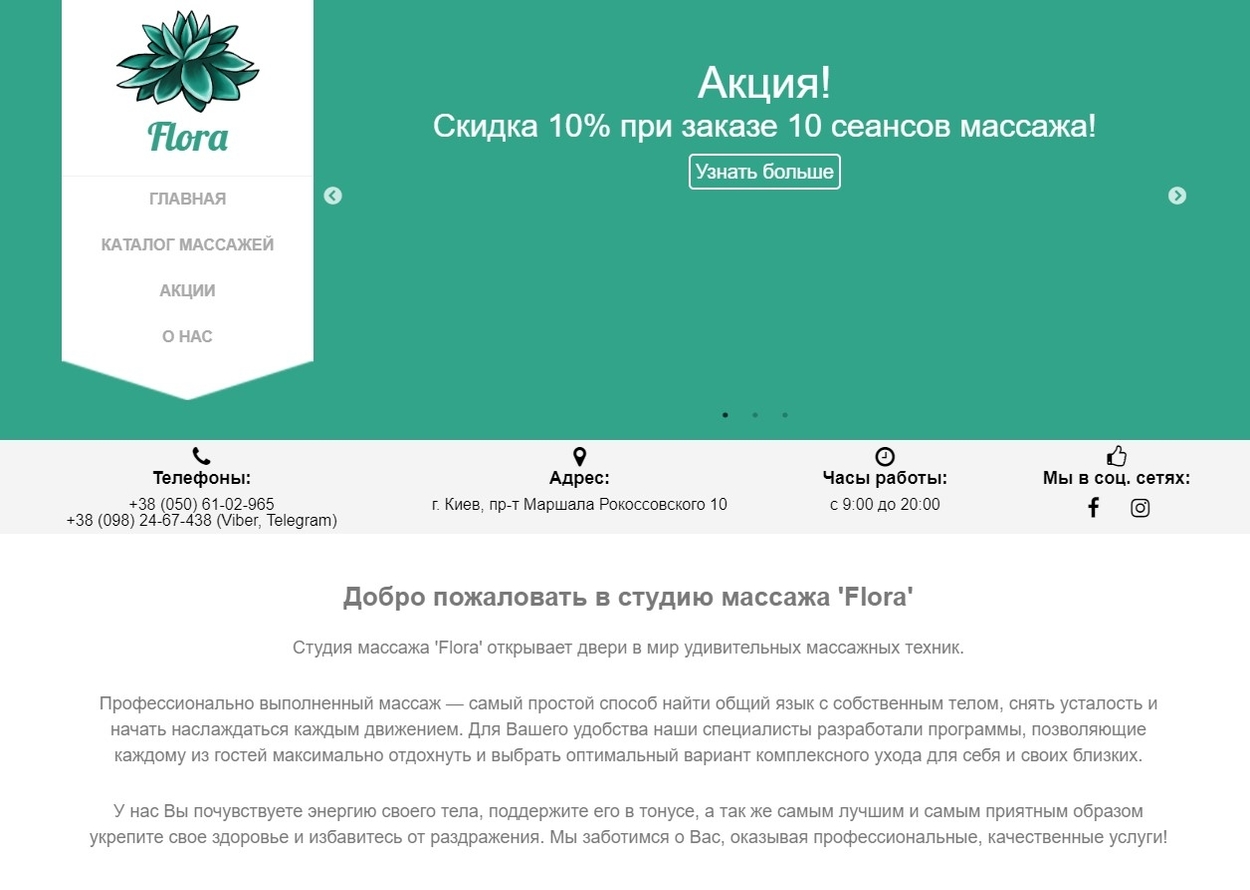 Flora
ГЛАВНАЯ
КАТАЛОГ МАССАЖЕЙ
АКЦИИ
О НАС
Акция!
Скидка 10% при заказе 10 сеансов массажа!
Узнать больше
Телефоны:
+38 (050) 61-02-965
+38 (098) 24-67-438 (Viber, Telegram)
Адрес:
г. Киев, пр-т Маршала Рокоссовского 10
Часы работы:
с 9:00 до 20:00
Мы в соц. сетях:
Добро пожаловать в студию массажа 'Flora'
Студия массажа 'Flora' открывает двери в мир удивительных массажных техник.
Профессионально выполненный массаж — самый простой способ найти общий язык с собственным телом, снять усталость и
начать наслаждаться каждым движением. Для Вашего удобства наши специалисты разработали программы, позволяющие
каждому из гостей максимально отдохнуть и выбрать оптимальный вариант комплексного ухода для себя и своих близких.
У нас Вы почувствуете энергию своего тела, поддержите его в тонусе, а так же самым лучшим и самым приятным образом
укрепите свое здоровье и избавитесь от раздражения. Мы заботимся о Вас, оказывая профессиональные, качественные услуги!